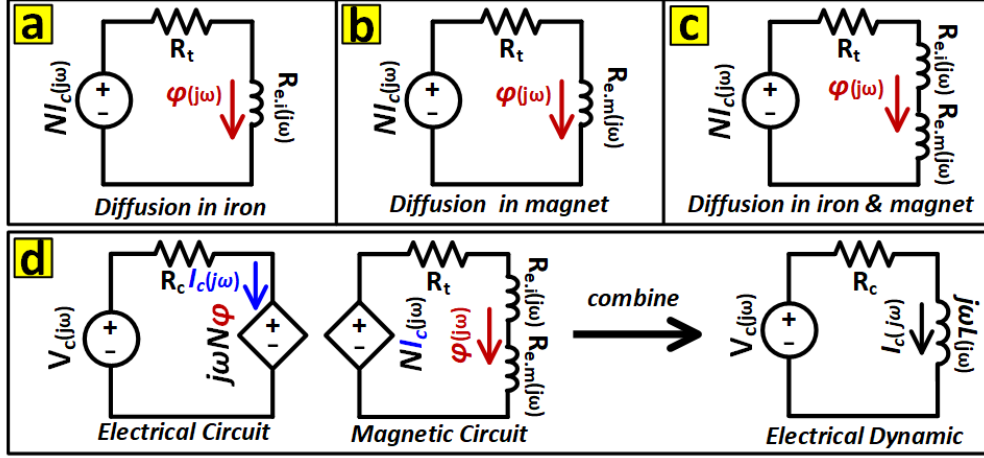 a
R_t
NI_c(jω)
+
−
φ(jω)
R_e.i(jω)
Diffusion in iron
b
R_t
NI_c(jω)
+
−
φ(jω)
R_e.m(jω)
Diffusion in magnet
c
R_t
NI_c(jω)
+
−
φ(jω)
R_e.i(jω)
R_e.m(jω)
Diffusion in iron & magnet
d
V_c(jω)
+
−
R_c I_c(jω)
jωNφ
+
−
Electrical Circuit
+
−
NI_c(jω)
R_t
φ(jω)
R_e.i(jω)
R_e.m(jω)
Magnetic Circuit
combine
V_c(jω)
+
−
R_c
I_c(jω)
jωL(jω)
Electrical Dynamic